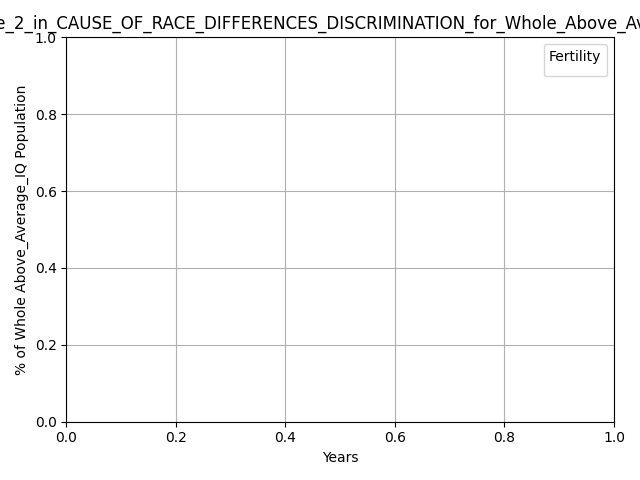 e_2_in_CAUSE_OF_RACE_DIFFERENCES_DISCRIMINATION_for_Whole_Above_Av
Fertility
% of Whole Above_Average_IQ Population
1.0
0.8
0.6
0.4
0.2
0.0
0.0 0.2 0.4 0.6 0.8 1.0
Years